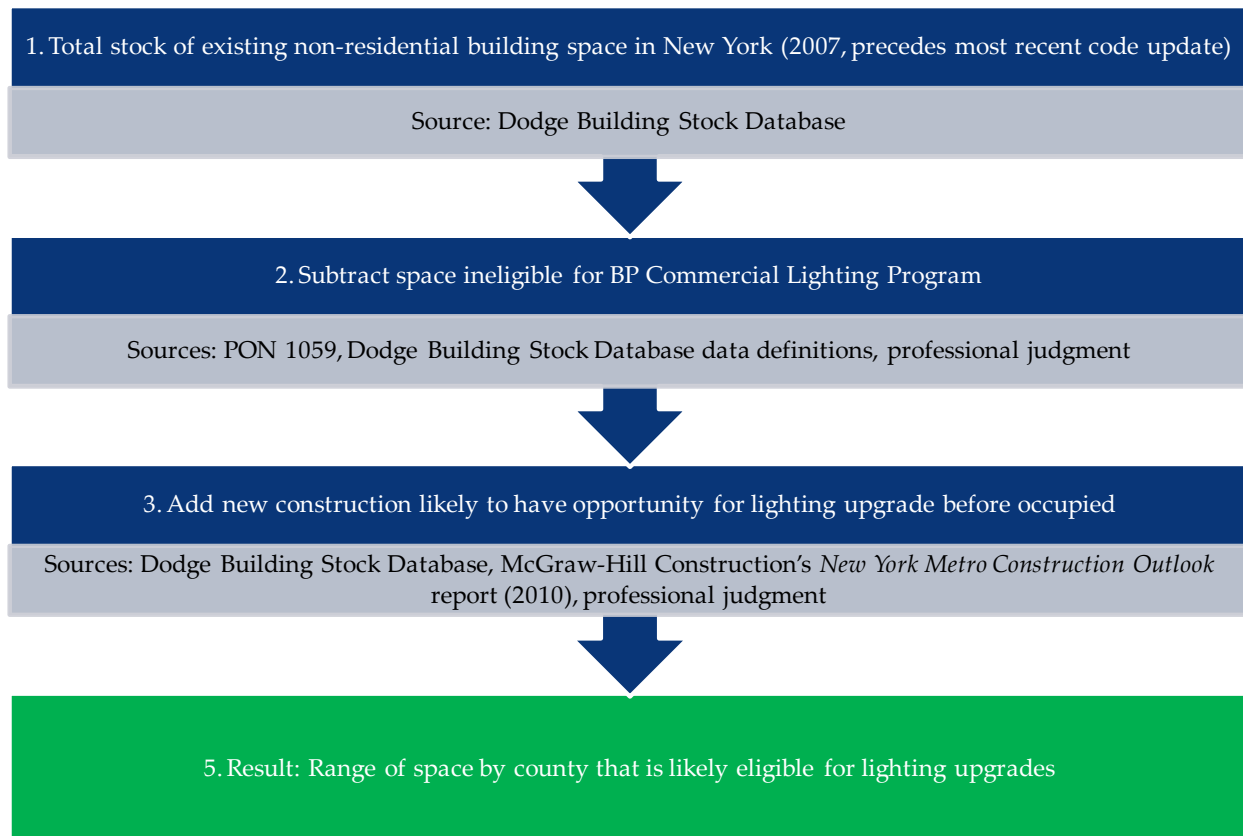 1. Total stock of existing non-residential building space in New York (2007, precedes most recent code update)
Source: Dodge Building Stock Database
2. Subtract space ineligible for BP Commercial Lighting Program
Sources: PON 1059, Dodge Building Stock Database data definitions, professional judgment
3. Add new construction likely to have opportunity for lighting upgrade before occupied
Sources: Dodge Building Stock Database, McGraw-Hill Construction's New York Metro Construction Outlook
report (2010), professional judgment
5. Result: Range of space by county that is likely eligible for lighting upgrades